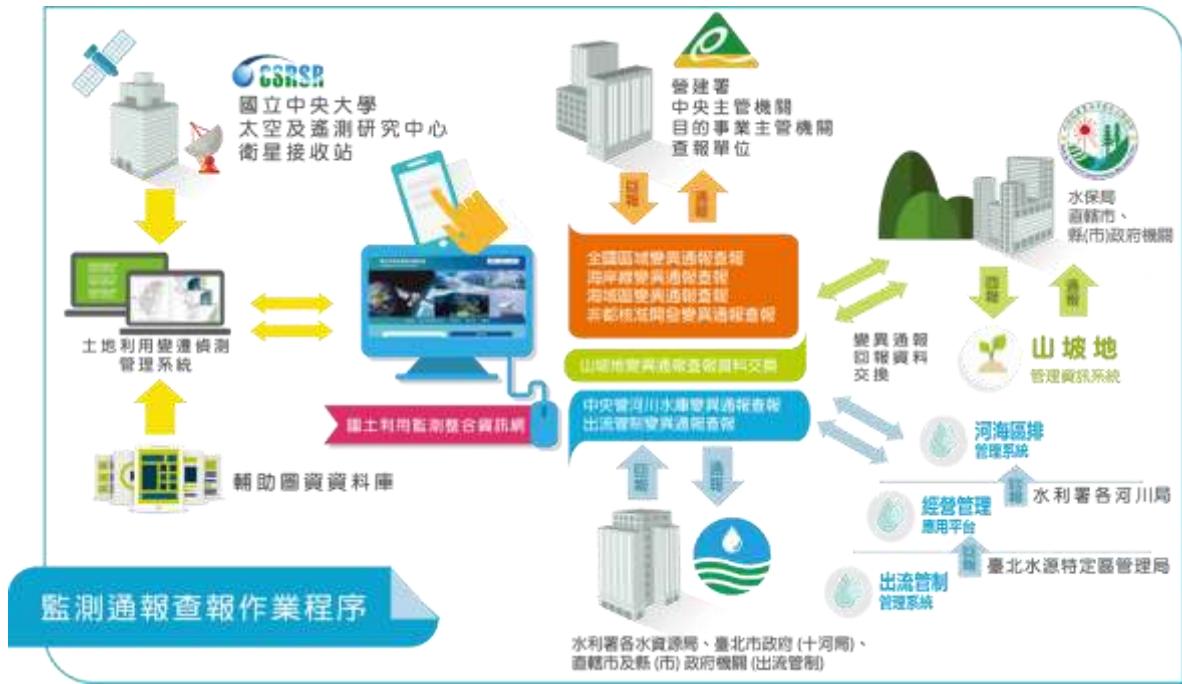 CSRSR
國立中央大學
太空及遙測研究中心
衛星接收站
營建署
中央主管機關
目的事業主管機關
查報單位
回報
通報
水保局
直轄市、
縣(市)政府機關
回報
通報
山坡地
管理資訊系統
土地利用變遷偵測
管理系統
輔助圖資資料庫
國土利用監測整合資訊網
全國區域變異通報查報
海岸線變異通報查報
海域區變異通報查報
非都核准開發變異通報查報
山坡地變異通報查報資料交換
中央管河川水庫變異通報查報
出流管制變異通報查報
變異通報
回報資料
交換
回報
通報
河海區排
管理系統
回報
水利署各河川局
經營管理
應用平台
回報
臺北水源特定區管理局
出流管制
管理系統
水利署各水資源局、臺北市政府 (十河局)、
直轄市及縣 (市) 政府機關 (出流管制)
監測通報查報作業程序